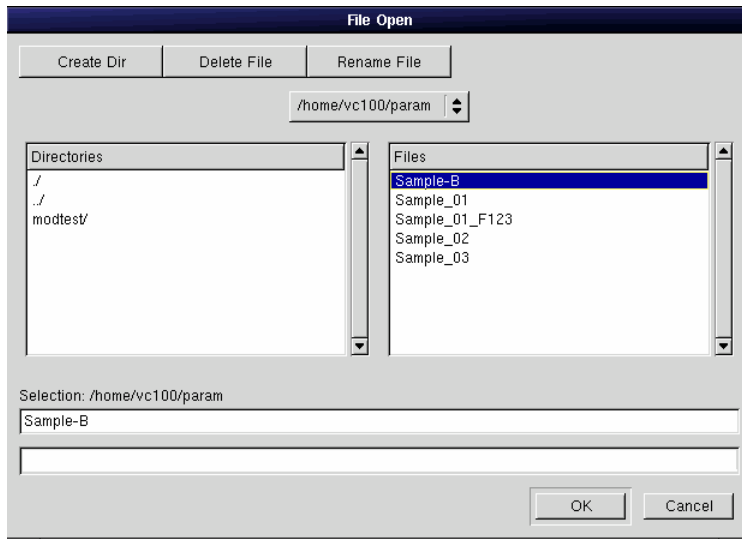 File Open
Create Dir Delete File Rename File
/home/vc100/param
Directories
./
../
modtest/
Files
Sample-B
Sample_01
Sample_01_F123
Sample_02
Sample_03
Selection: /home/vc100/param
Sample-B
OK Cancel